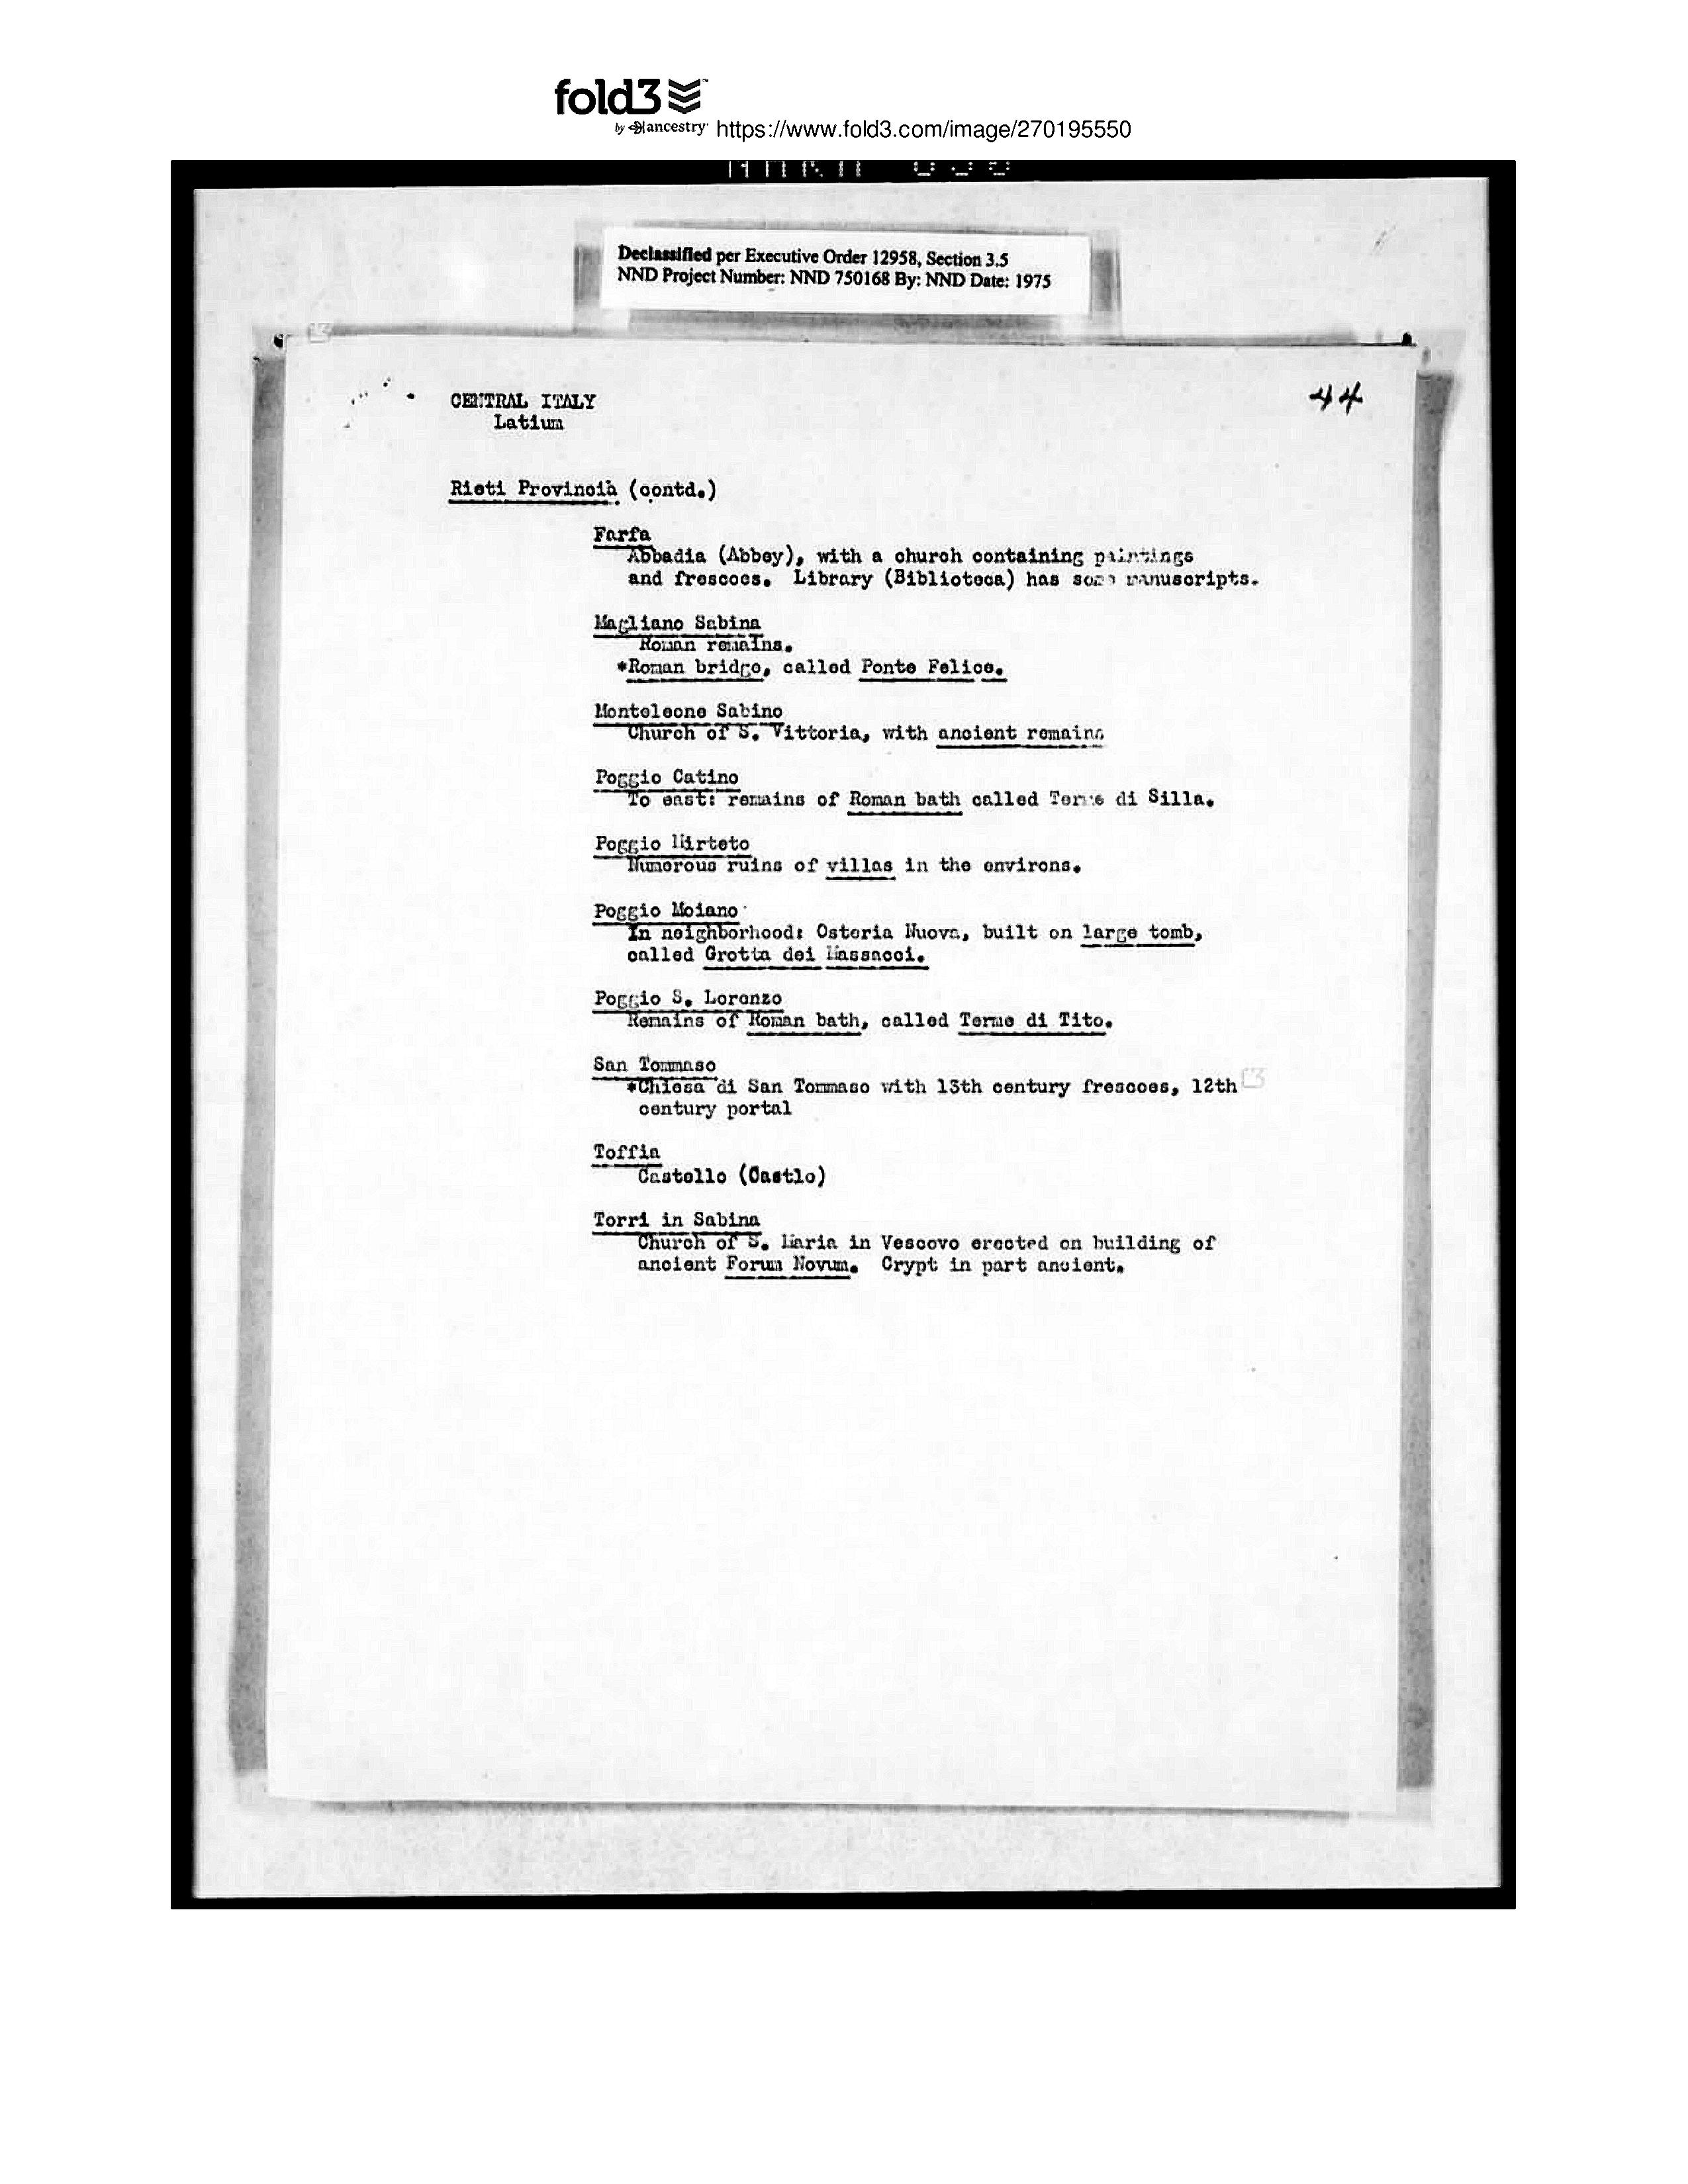 fold3
by ancestry https://www.fold3.com/image/270195550
Declassified per Executive Order 12958, Section 3.5
NND Project Number: NND 750168 By: NND Date: 1975
44
CENTRAL ITALY
Latium
Rieti Provincia (contd.)
Farfa
Abbadia (Abbey), with a church containing paintings
and frescoes. Library (Biblioteca) has some manuscripts.
Magliano Sabina
Roman remains.
*Roman bridge, called Ponte Felice.
Monteleone Sabino
Church of S. Vittoria, with ancient remains
Poggio Catino
To east: remains of Roman bath called Terme di Silla.
Poggio Mirteto
Numerous ruins of villas in the environs.
Poggio Moiano
In neighborhood: Osteria Nuova, built on large tomb,
called Grotta dei Massacci.
Poggio S. Lorenzo
Remains of Roman bath, called Terme di Tito.
San Tommaso
*Chiesa di San Tommaso with 13th century frescoes, 12th
century portal
Toffia
Castello (Castle)
Torri in Sabina
Church of S. Maria in Vescovo erected on building of
ancient Forum Novum. Crypt in part ancient.